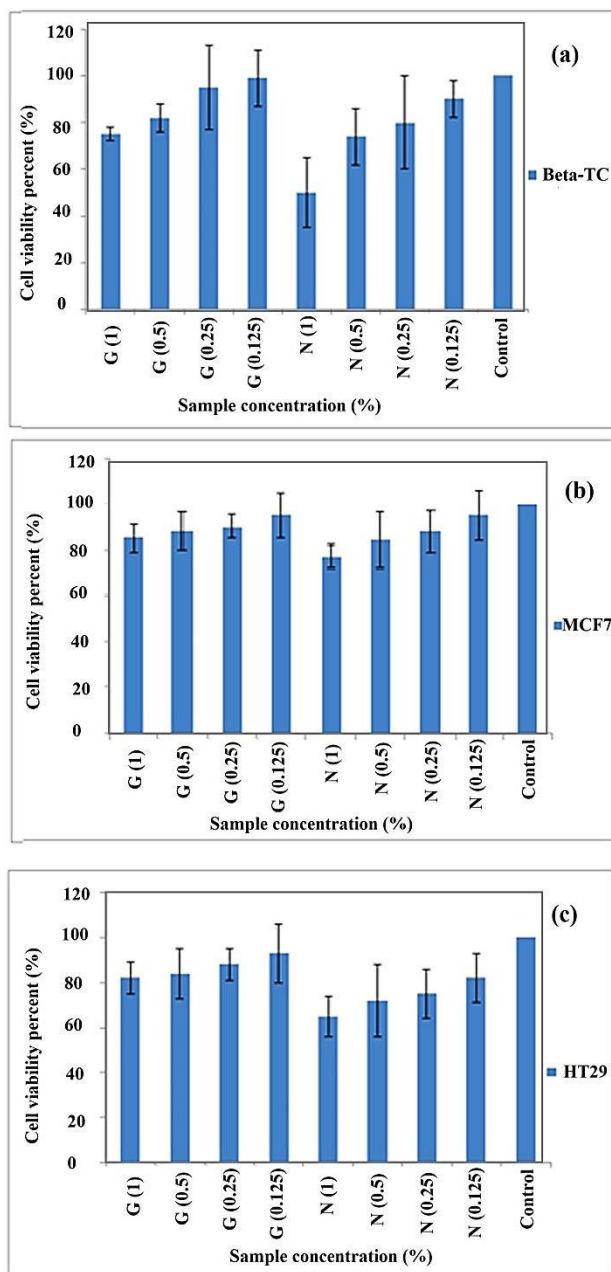 120
100
80
60
40
20
0
Cell viability percent (%)
(a)
Beta-TC
G (1)
G (0.5)
G (0.25)
G (0.125)
N (1)
N (0.5)
N (0.25)
N (0.125)
Control
Sample concentration (%)
120
100
80
60
40
20
0
Cell viability percent (%)
(b)
MCF7
G (1)
G (0.5)
G (0.25)
G (0.125)
N (1)
N (0.5)
N (0.25)
N (0.125)
Control
Sample concentration (%)
120
100
80
60
40
20
0
Cell viability percent (%)
(c)
HT29
G (1)
G (0.5)
G (0.25)
G (0.125)
N (1)
N (0.5)
N (0.25)
N (0.125)
Control
Sample concentration (%)